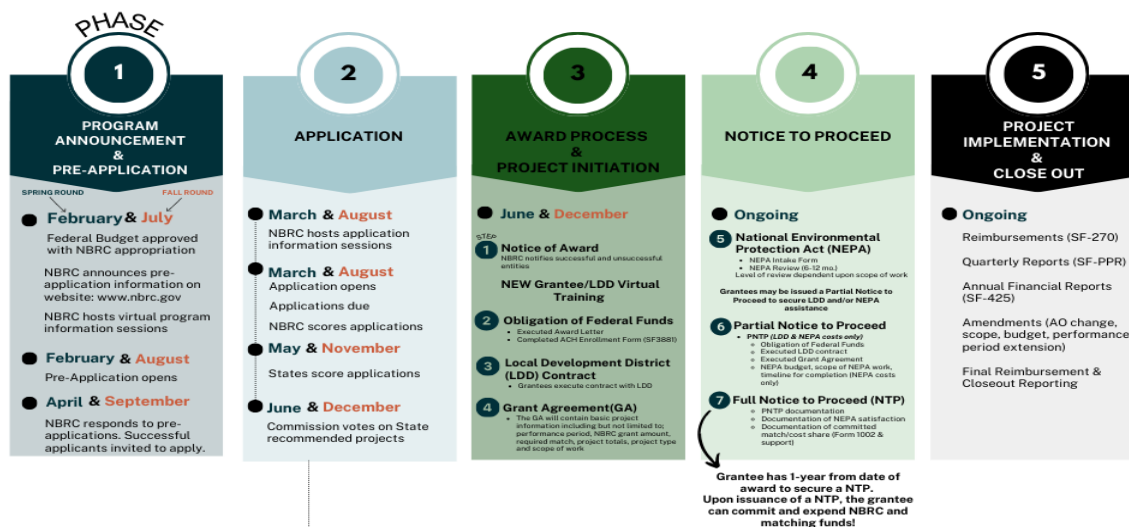 PHASE
1
PROGRAM
ANNOUNCEMENT
&
PRE-APPLICATION
SPRING ROUND
FALL ROUND
February & July
Federal Budget approved
with NBRC appropriation
NBRC announces pre-
application information on
website: www.nbrc.gov
NBRC hosts virtual program
information sessions
February & August
Pre-Application opens
April & September
NBRC responds to pre-
applications. Successful
applicants invited to apply.
2
APPLICATION
March & August
NBRC hosts application
information sessions
March & August
Application opens
Applications due
NBRC scores applications
May & November
States score applications
June & December
Commission votes on State
recommended projects
3
AWARD PROCESS
&
PROJECT INITIATION
June & December
STEP
1 Notice of Award
NBRC notifies successful and unsuccessful
entities
NEW Grantee/LDD Virtual
Training
2 Obligation of Federal Funds
• Executed Award Letter
• Completed ACH Enrollment Form (SF3881)
3 Local Development District
(LDD) Contract
• Grantees execute contract with LDD
4 Grant Agreement(GA)
• The GA will contain basic project
information including but not limited to;
performance period, NBRC grant amount,
required match, project totals, project type
and scope of work
4
NOTICE TO PROCEED
Ongoing
5 National Environmental
Protection Act (NEPA)
• NEPA Intake Form
• NEPA Review (6-12 mo.)
Level of review dependent upon scope of work
Grantees may be issued a Partial Notice to
Proceed to secure LDD and/or NEPA
assistance
6 Partial Notice to Proceed
• PNTP (LDD & NEPA costs only)
○ Obligation of Federal Funds
○ Executed LDD contract
○ Executed Grant Agreement
○ NEPA budget, scope of NEPA work,
timeline for completion (NEPA costs
only)
7 Full Notice to Proceed (NTP)
○ PNTP documentation
○ Documentation of NEPA satisfaction
○ Documentation of committed
match/cost share (Form 1002 &
support)
Grantee has 1-year from date of
award to secure a NTP.
Upon issuance of a NTP, the grantee
can commit and expend NBRC and
matching funds!
5
PROJECT
IMPLEMENTATION
&
CLOSE OUT
Ongoing
Reimbursements (SF-270)
Quarterly Reports (SF-PPR)
Annual Financial Reports
(SF-425)
Amendments (AO change,
scope, budget, performance
period extension)
Final Reimbursement &
Closeout Reporting